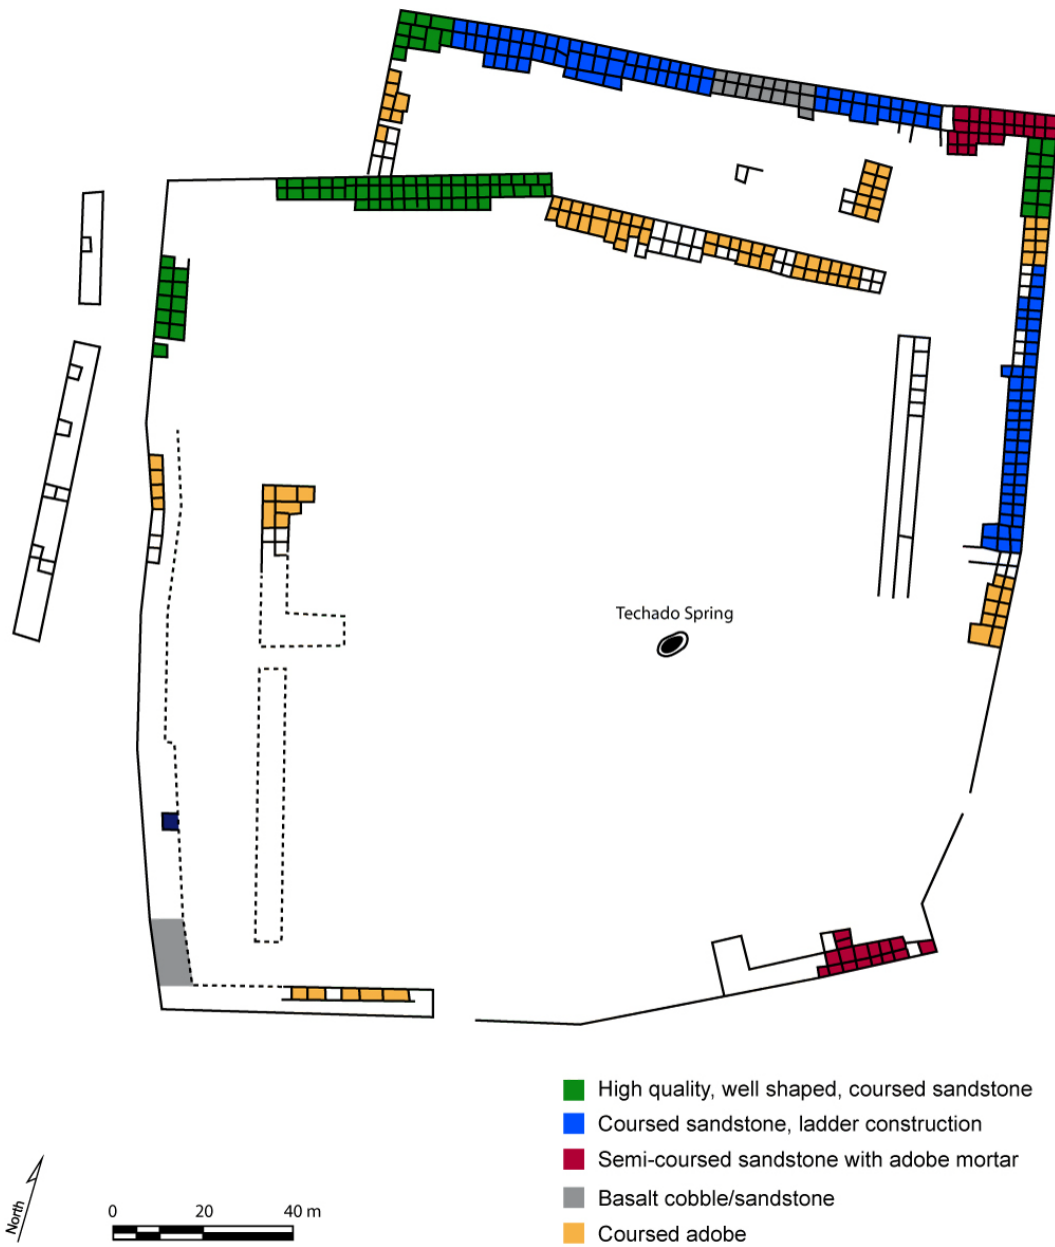 Techado Spring
High quality, well shaped, coursed sandstone
Coursed sandstone, ladder construction
Semi-coursed sandstone with adobe mortar
Basalt cobble/sandstone
Coursed adobe
North
0 20 40 m